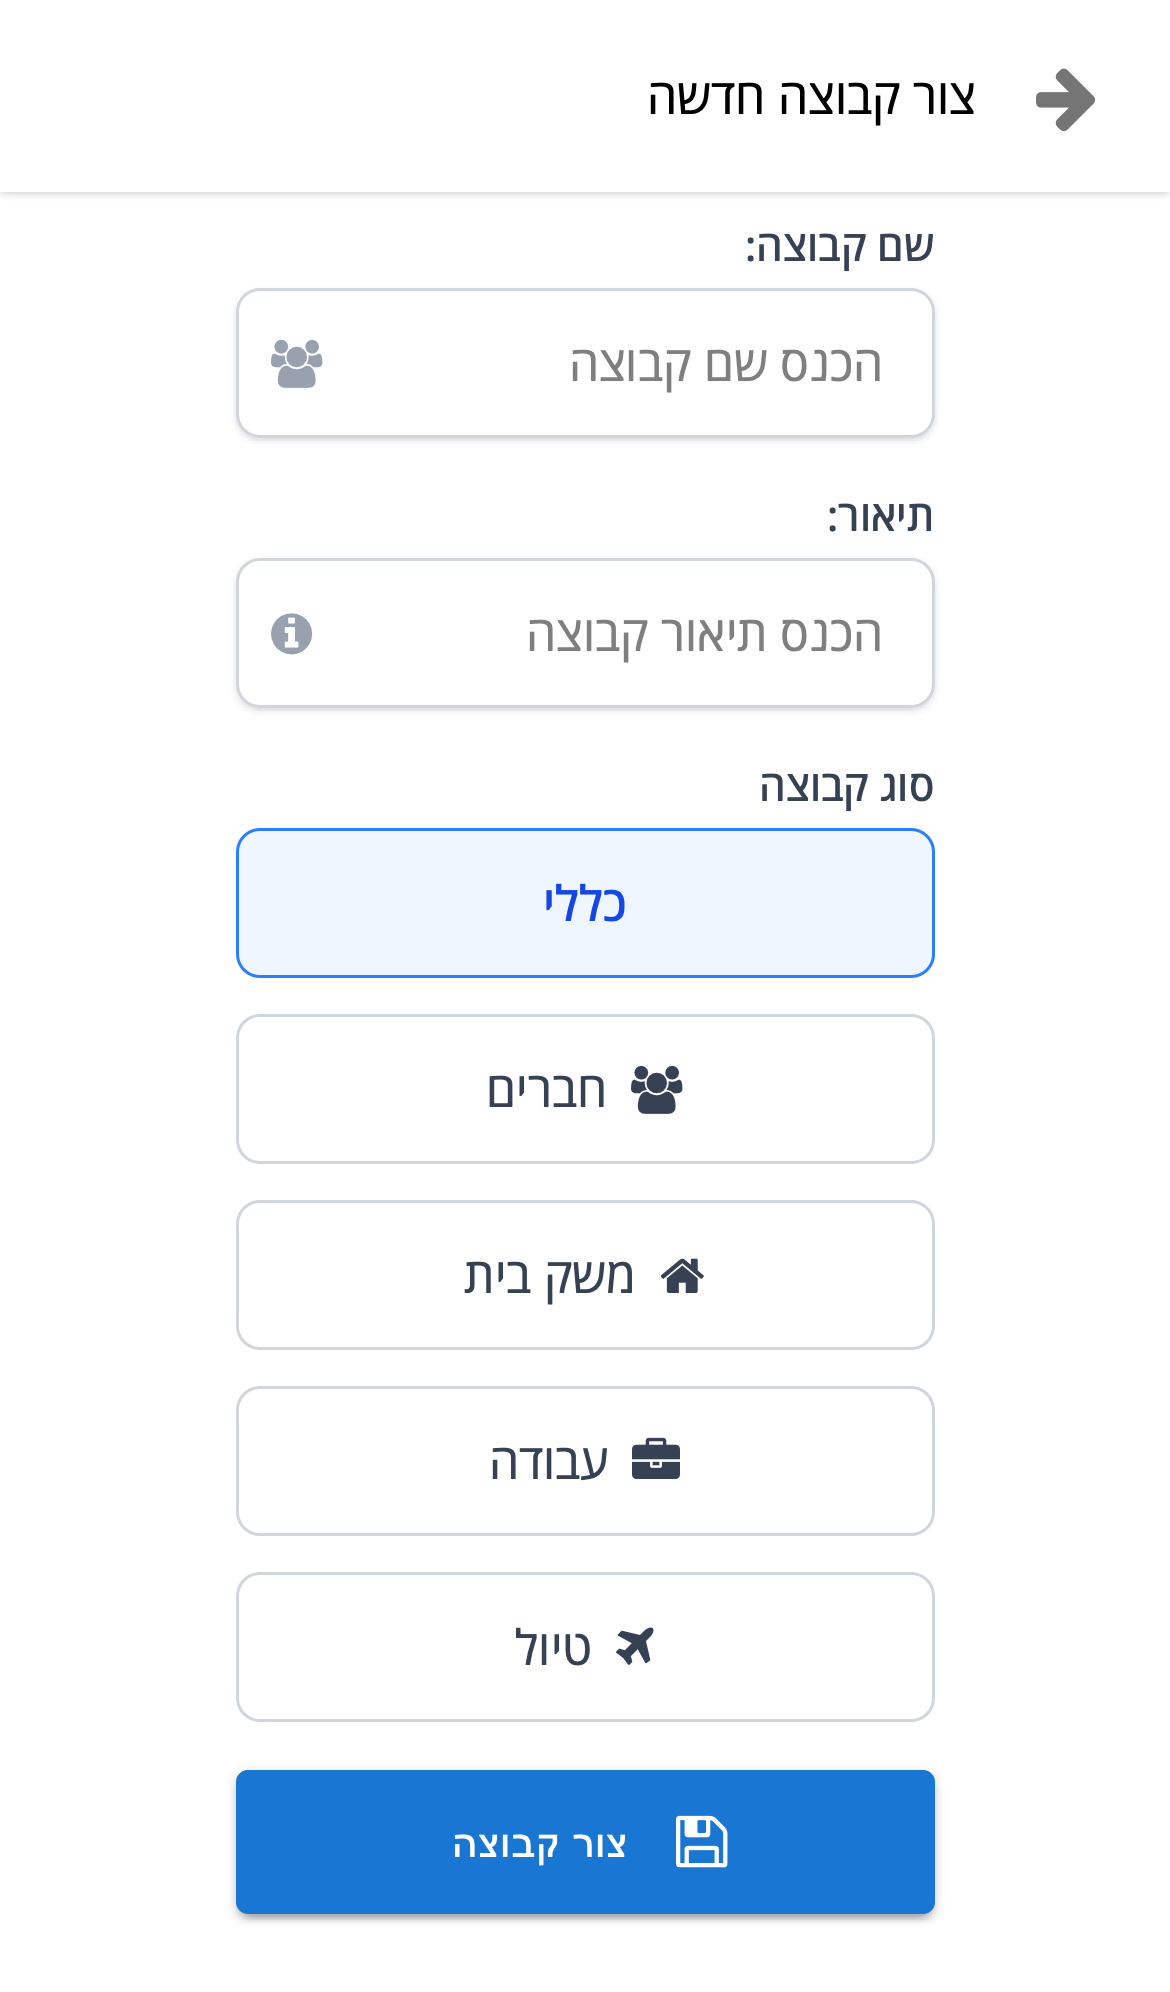 צור קבוצה חדשה
שם קבוצה:
הכנס שם קבוצה
תיאור:
הכנס תיאור קבוצה
סוג קבוצה
כללי
חברים
משק בית
עבודה
טיול
צור קבוצה